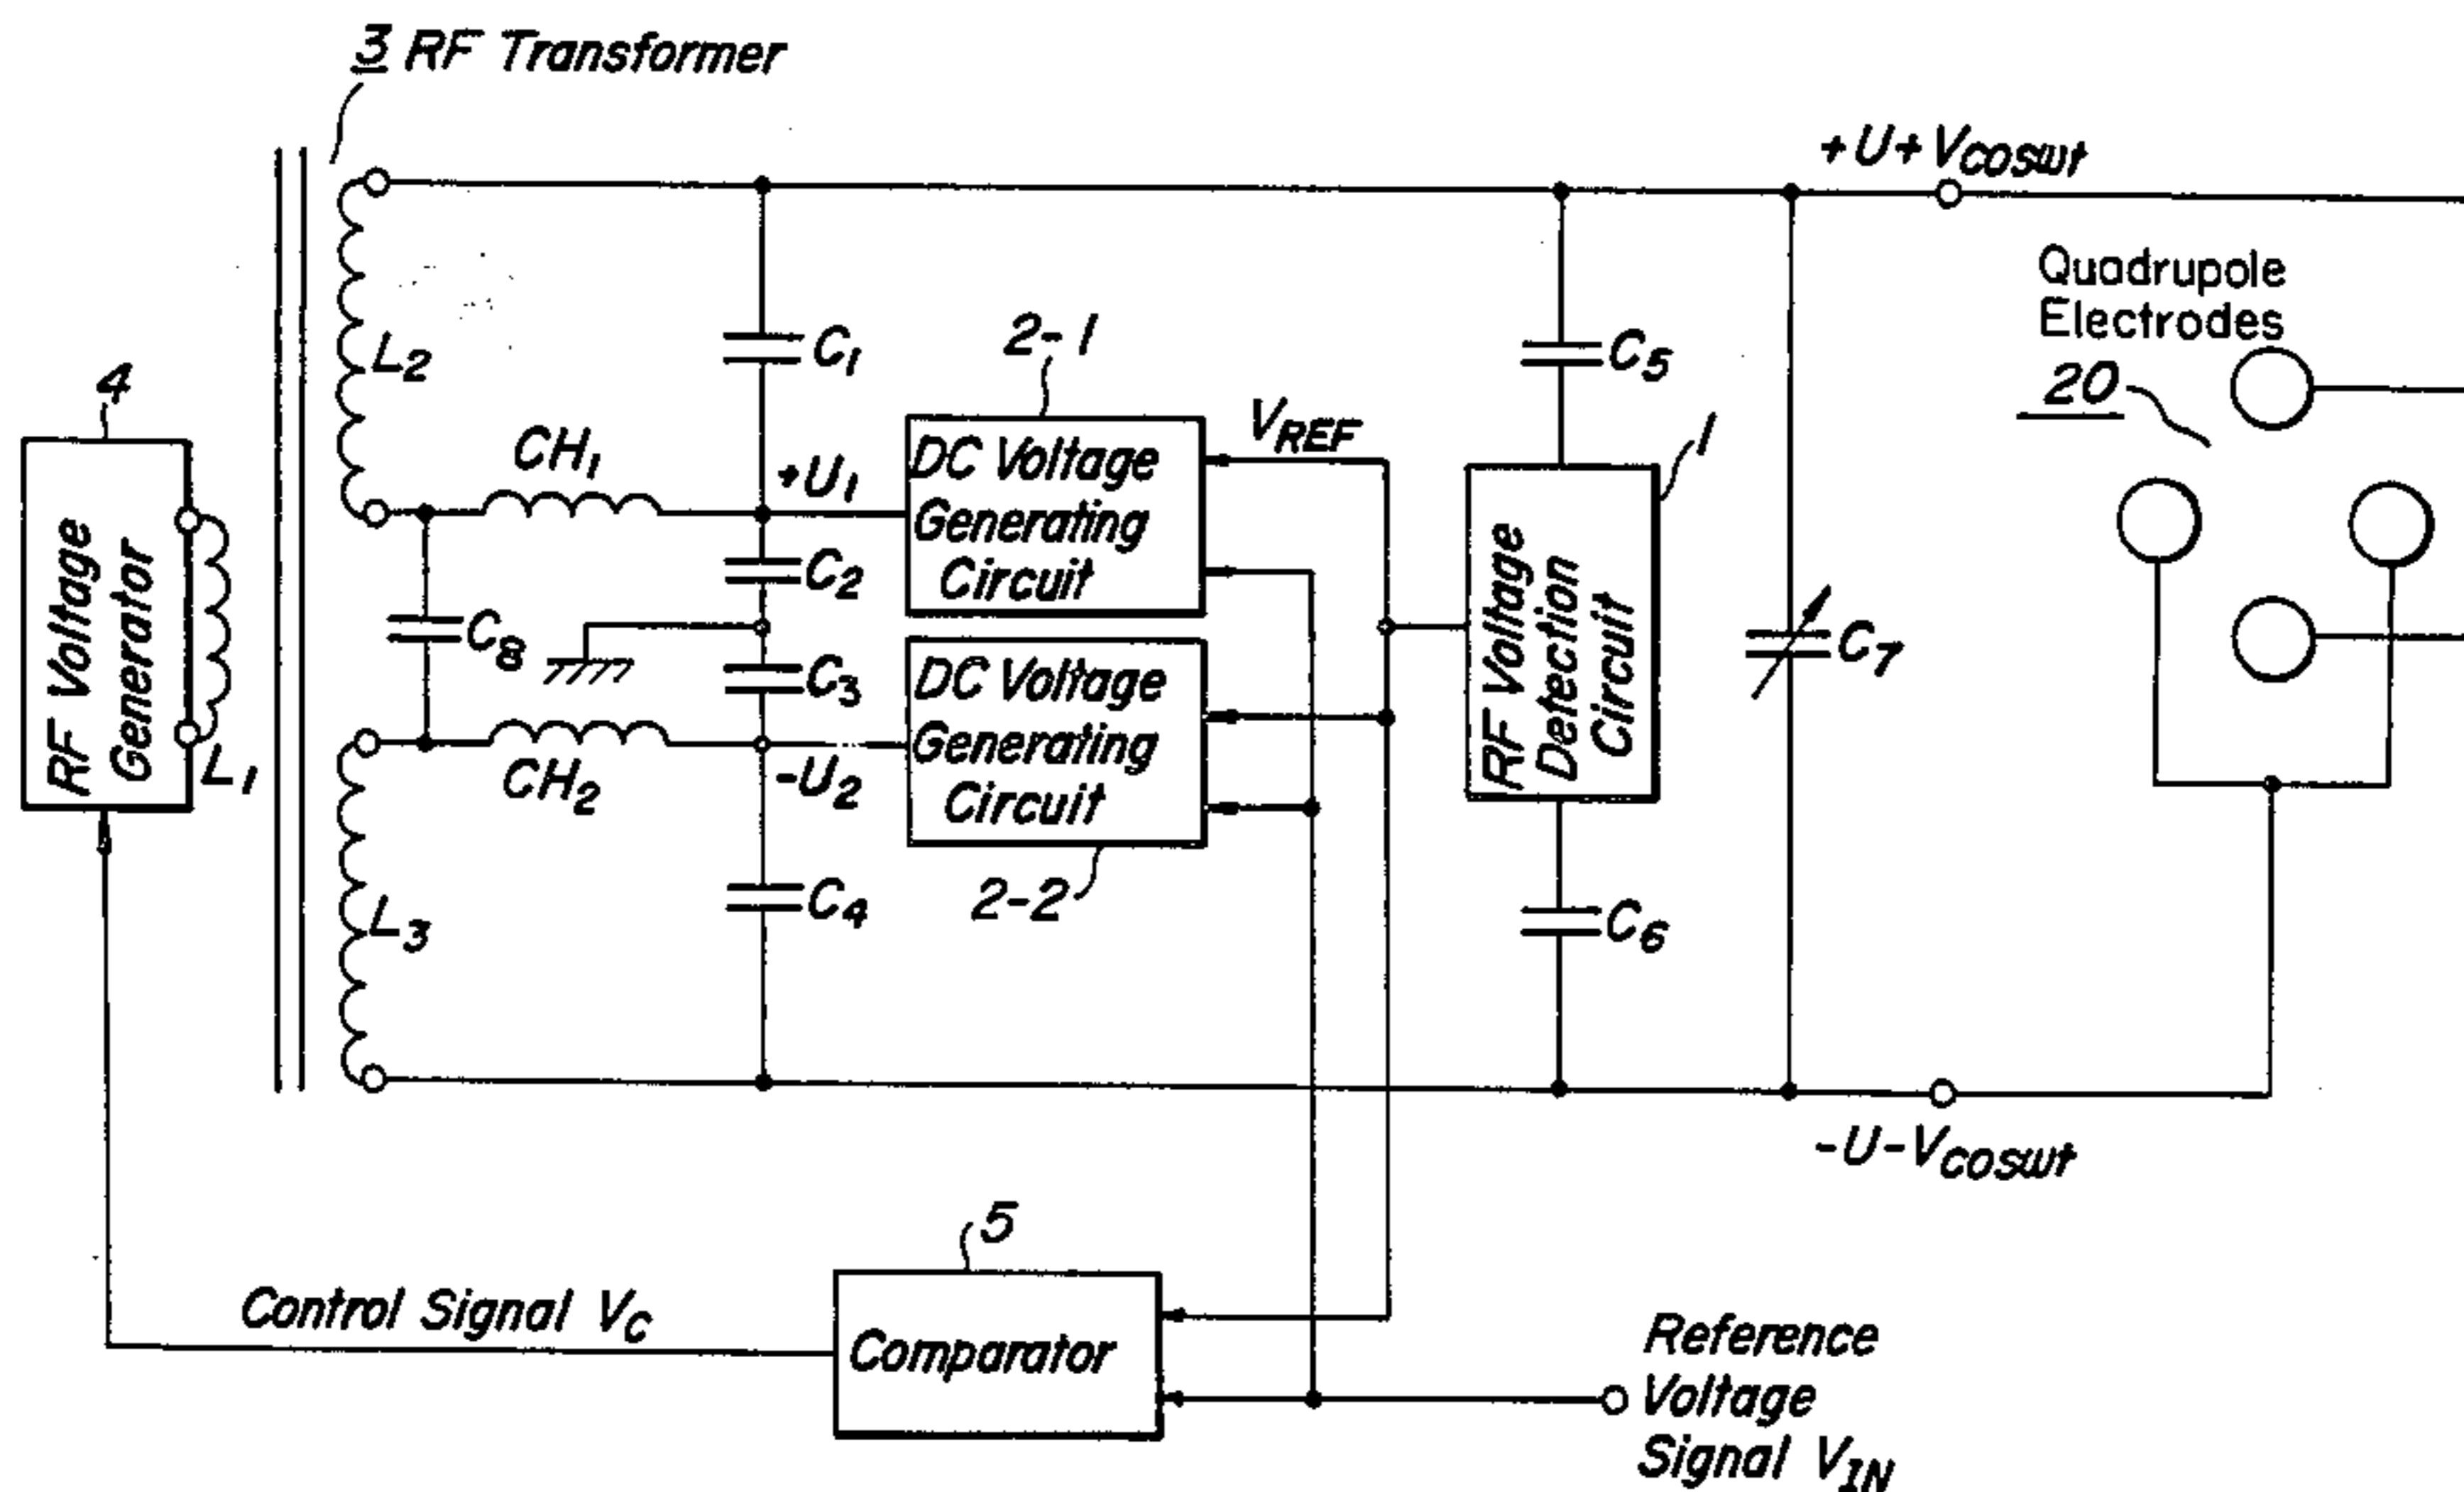 3 RF Transformer
+U+Vcoswt
Quadrupole
Electrodes
20
L2
C1
2-1
C5
4
VREF
1
CH1
+U1
DC Voltage
Generating
Circuit
C2
RF Voltage
Generator
L1
C8
C3
RF Voltage
Detection
Circuit
C7
CH2
-U2
DC Voltage
Generating
Circuit
2-2
L3
C4
C6
-U-Vcoswt
5
Control Signal VC
Comparator
Reference
Voltage
Signal VIN